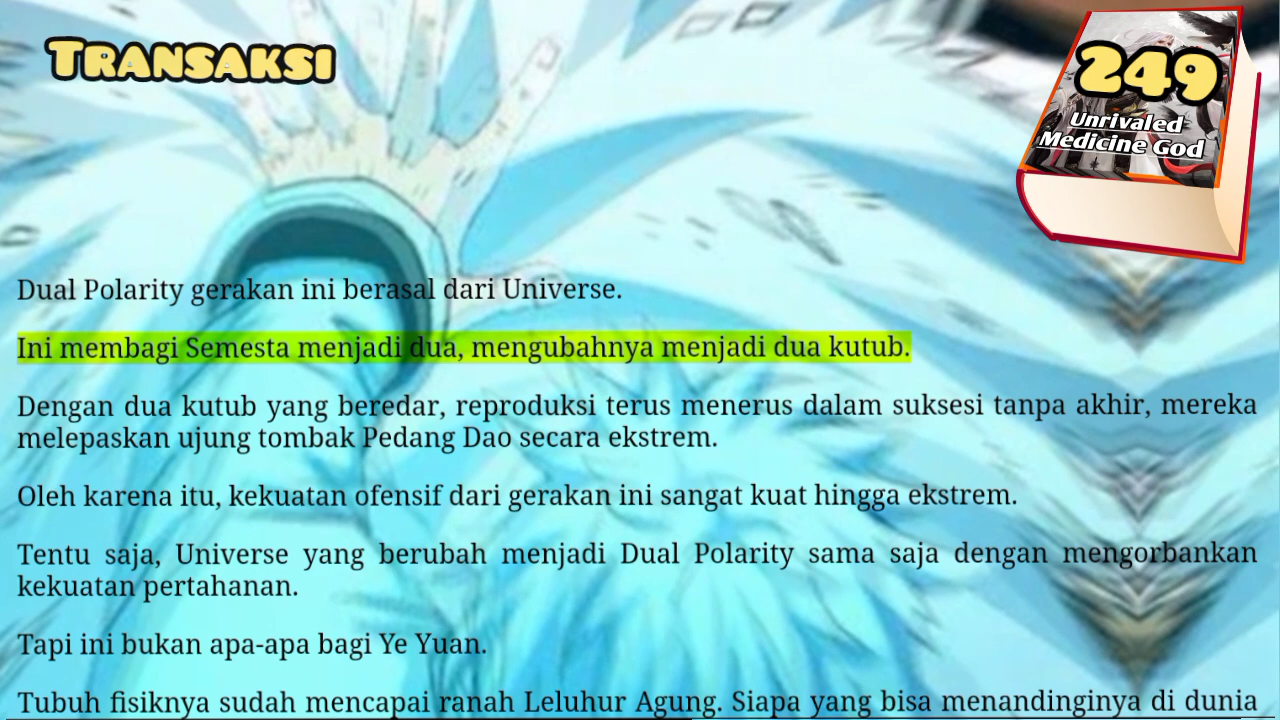 Transaksi
249
Unrivaled
Medicine God
Dual Polarity gerakan ini berasal dari Universe.
Ini membagi Semesta menjadi dua, mengubahnya menjadi dua kutub.
Dengan dua kutub yang beredar, reproduksi terus menerus dalam suksesi tanpa akhir, mereka
melepaskan ujung tombak Pedang Dao secara ekstrem.
Oleh karena itu, kekuatan ofensif dari gerakan ini sangat kuat hingga ekstrem.
Tentu saja, Universe yang berubah menjadi Dual Polarity sama saja dengan mengorbankan
kekuatan pertahanan.
Tapi ini bukan apa-apa bagi Ye Yuan.
Tubuh fisiknya sudah mencapai ranah Leluhur Agung. Siapa yang bisa menandinginya di dunia